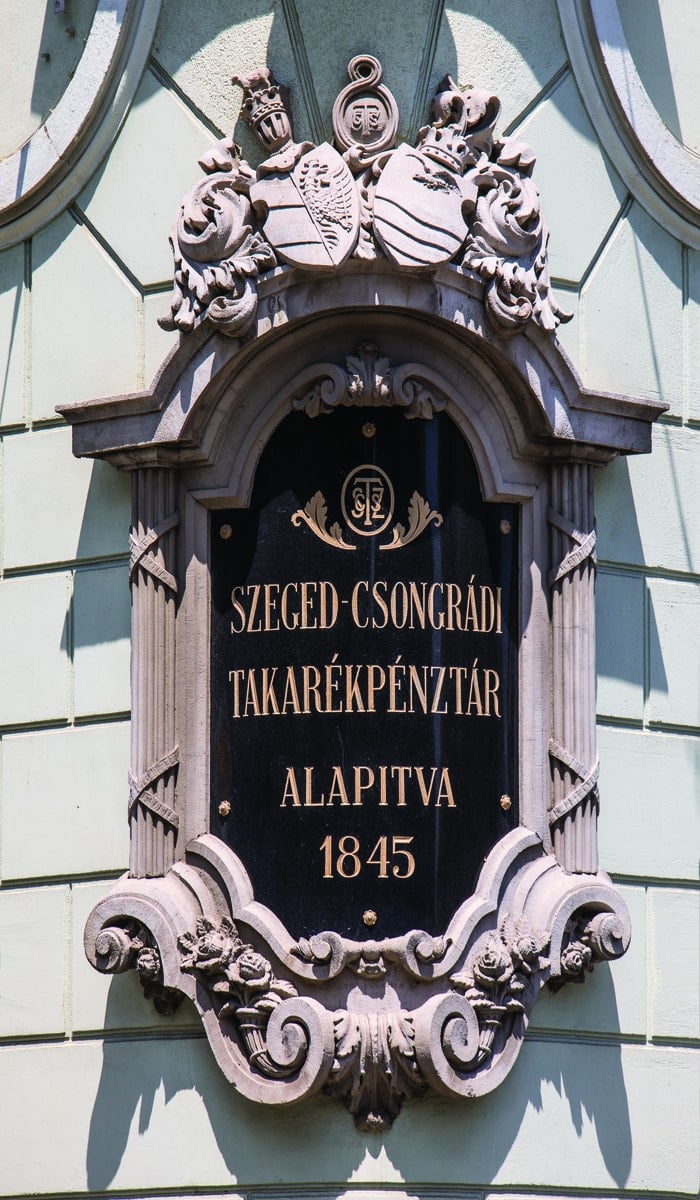 SZEGED-CSONGRÁDI
TAKARÉKPÉNZTÁR
ALAPITVA
1845